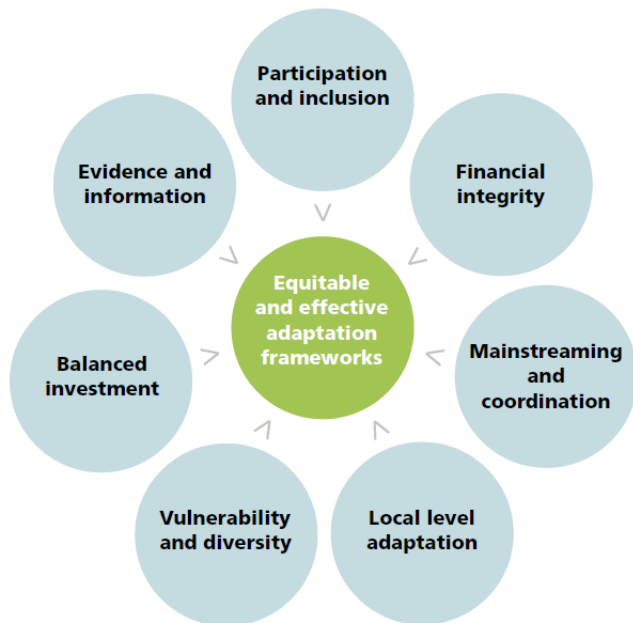 Participation
and inclusion
Evidence and
information
Financial
integrity
Equitable
and effective
adaptation
frameworks
Balanced
investment
Mainstreaming
and
coordination
Vulnerability
and diversity
Local level
adaptation